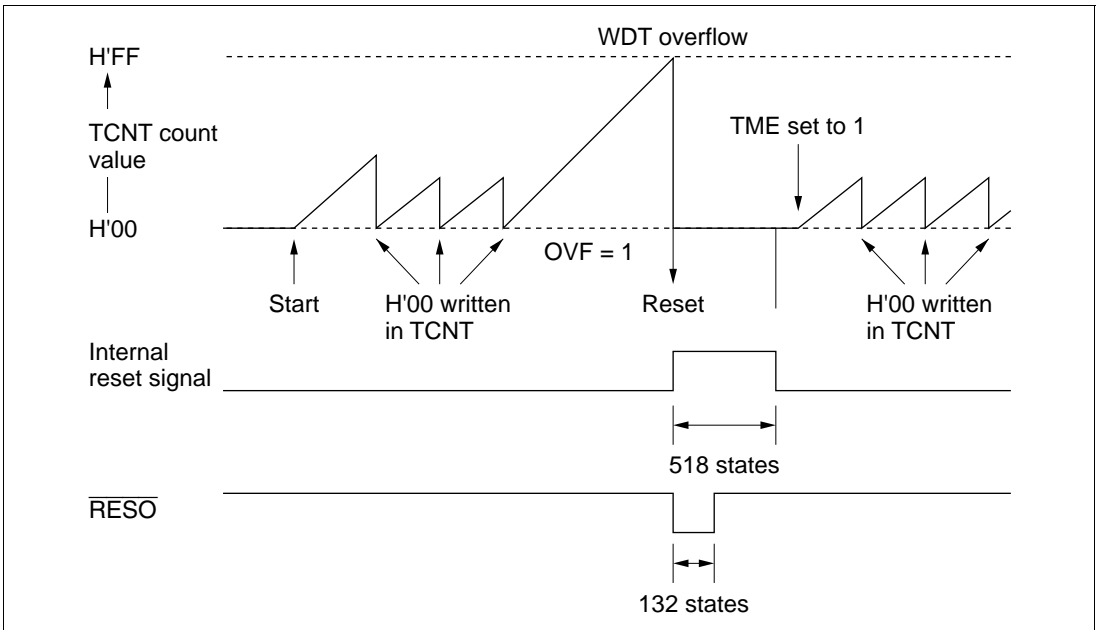 WDT overflow
H'FF
TME set to 1
TCNT count
value
H'00
OVF = 1
Start
H'00 written
in TCNT
Reset
H'00 written
in TCNT
Internal
reset signal
518 states
RESO
132 states